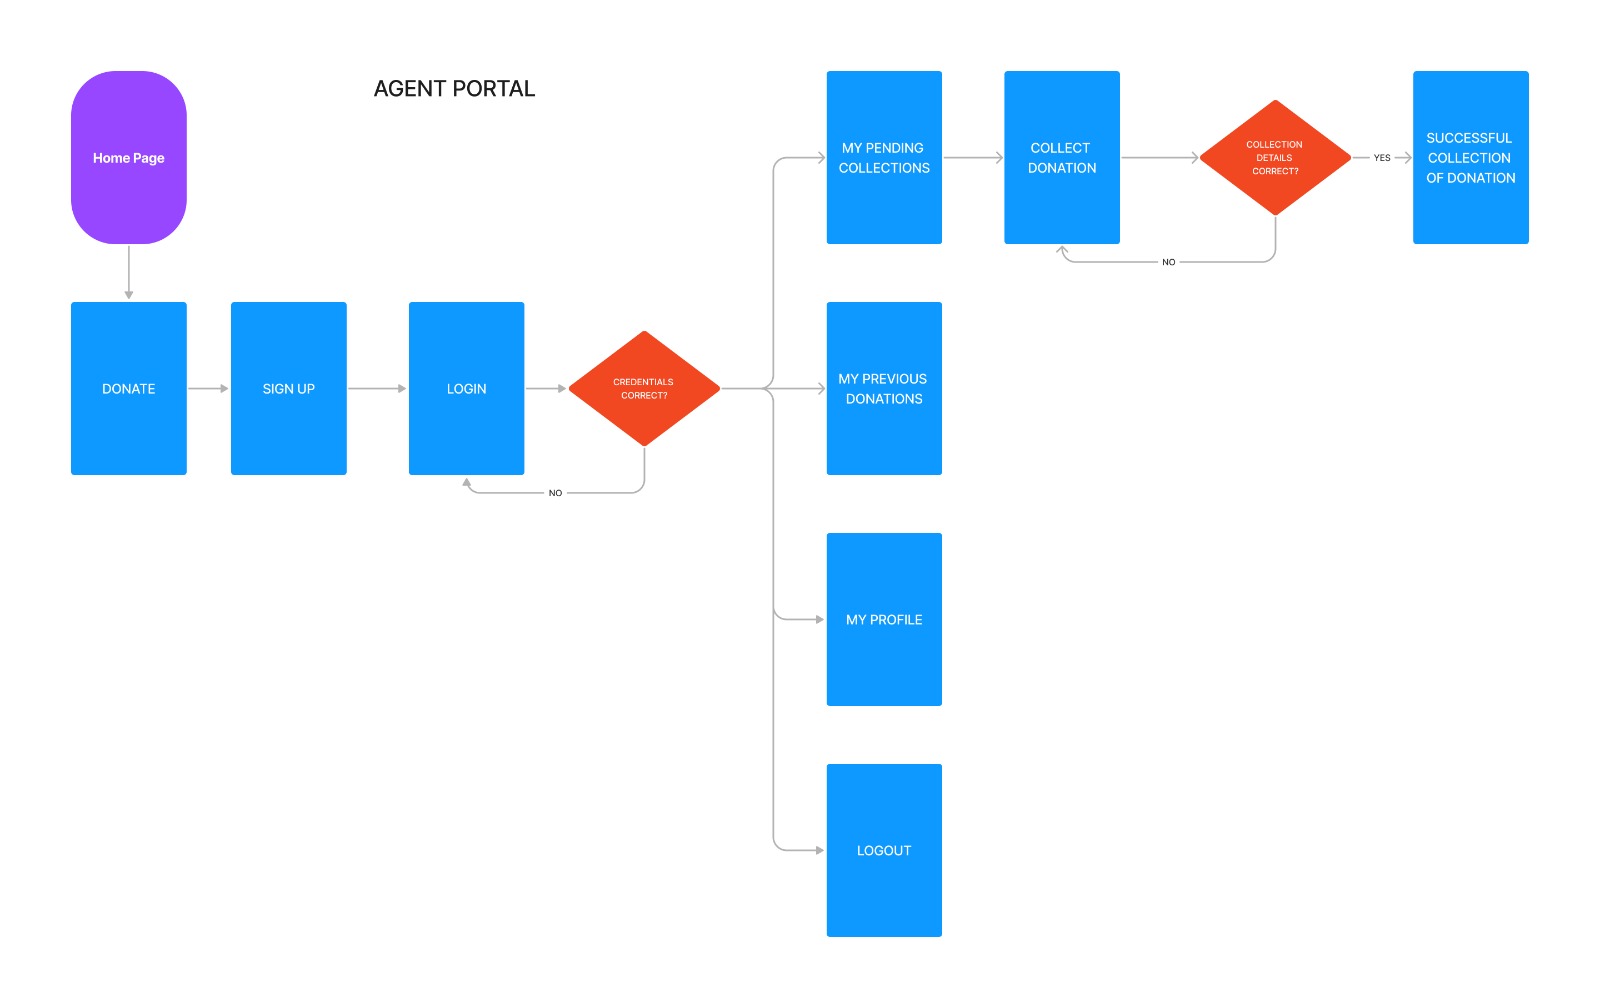 AGENT PORTAL
Home Page
MY PENDING
COLLECTIONS
COLLECT
DONATION
COLLECTION
DETAILS
CORRECT?
YES
SUCCESSFUL
COLLECTION
OF DONATION
NO
DONATE
SIGN UP
LOGIN
CREDENTIALS
CORRECT?
MY PREVIOUS
DONATIONS
NO
MY PROFILE
LOGOUT